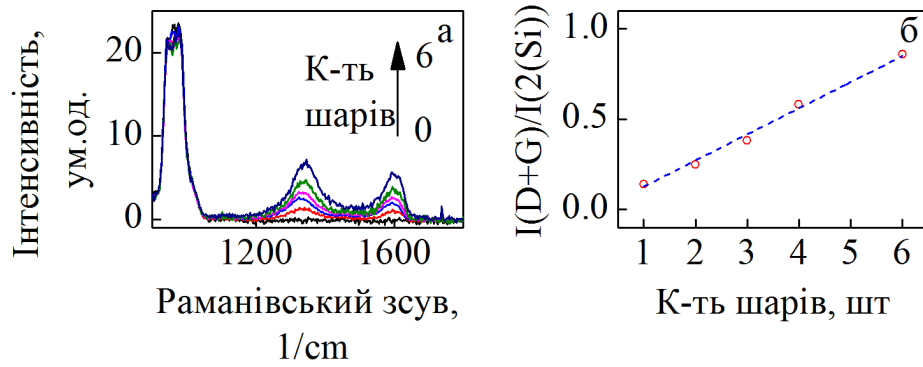 Інтенсивність,
ум.од.
20
10
0
К-ть
шарів
6
0
а
1200
1600
Раманівський зсув,
1/cm
I(D+G)/I(2(Si))
1.0
0.5
0.0
б
1
2
3
4
5
6
К-ть шарів, шт